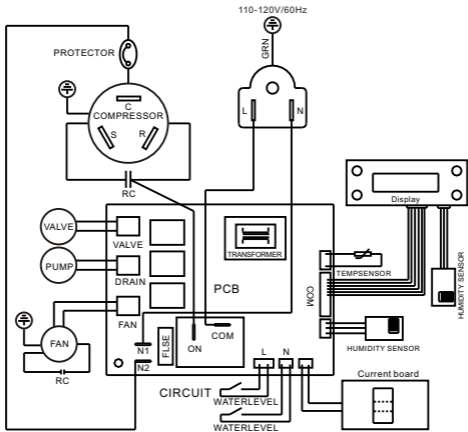 110-120V/60Hz
GRN
PROTECTOR
C
COMPRESSOR
S
R
L
N
RC
Display
VALVE
VALVE
TRANSFORMER
TEMPSENSOR
HUMIDITY SENSOR
PUMP
DRAIN
PCB
COM
FAN
FAN
N1
N2
FLSE
ON
COM
HUMIDITY SENSOR
RC
L
N
CIRCUIT
WATERLEVEL
WATERLEVEL
Current board